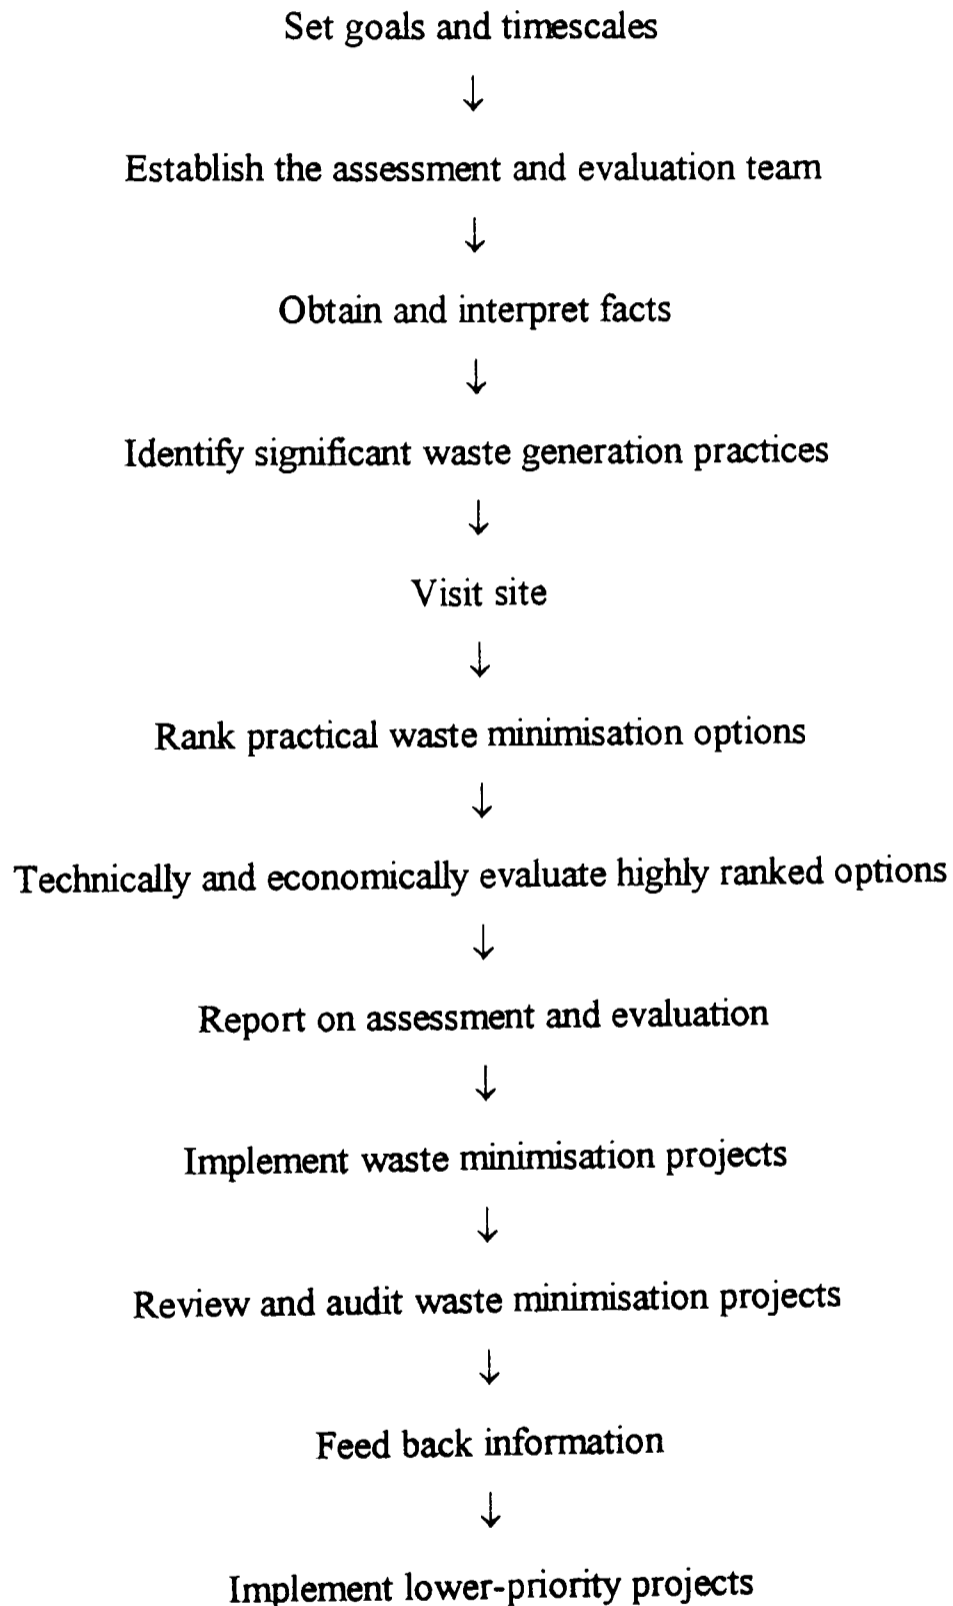 Set goals and timescales
↓
Establish the assessment and evaluation team
↓
Obtain and interpret facts
↓
Identify significant waste generation practices
↓
Visit site
↓
Rank practical waste minimisation options
↓
Technically and economically evaluate highly ranked options
↓
Report on assessment and evaluation
↓
Implement waste minimisation projects
↓
Review and audit waste minimisation projects
↓
Feed back information
↓
Implement lower-priority projects